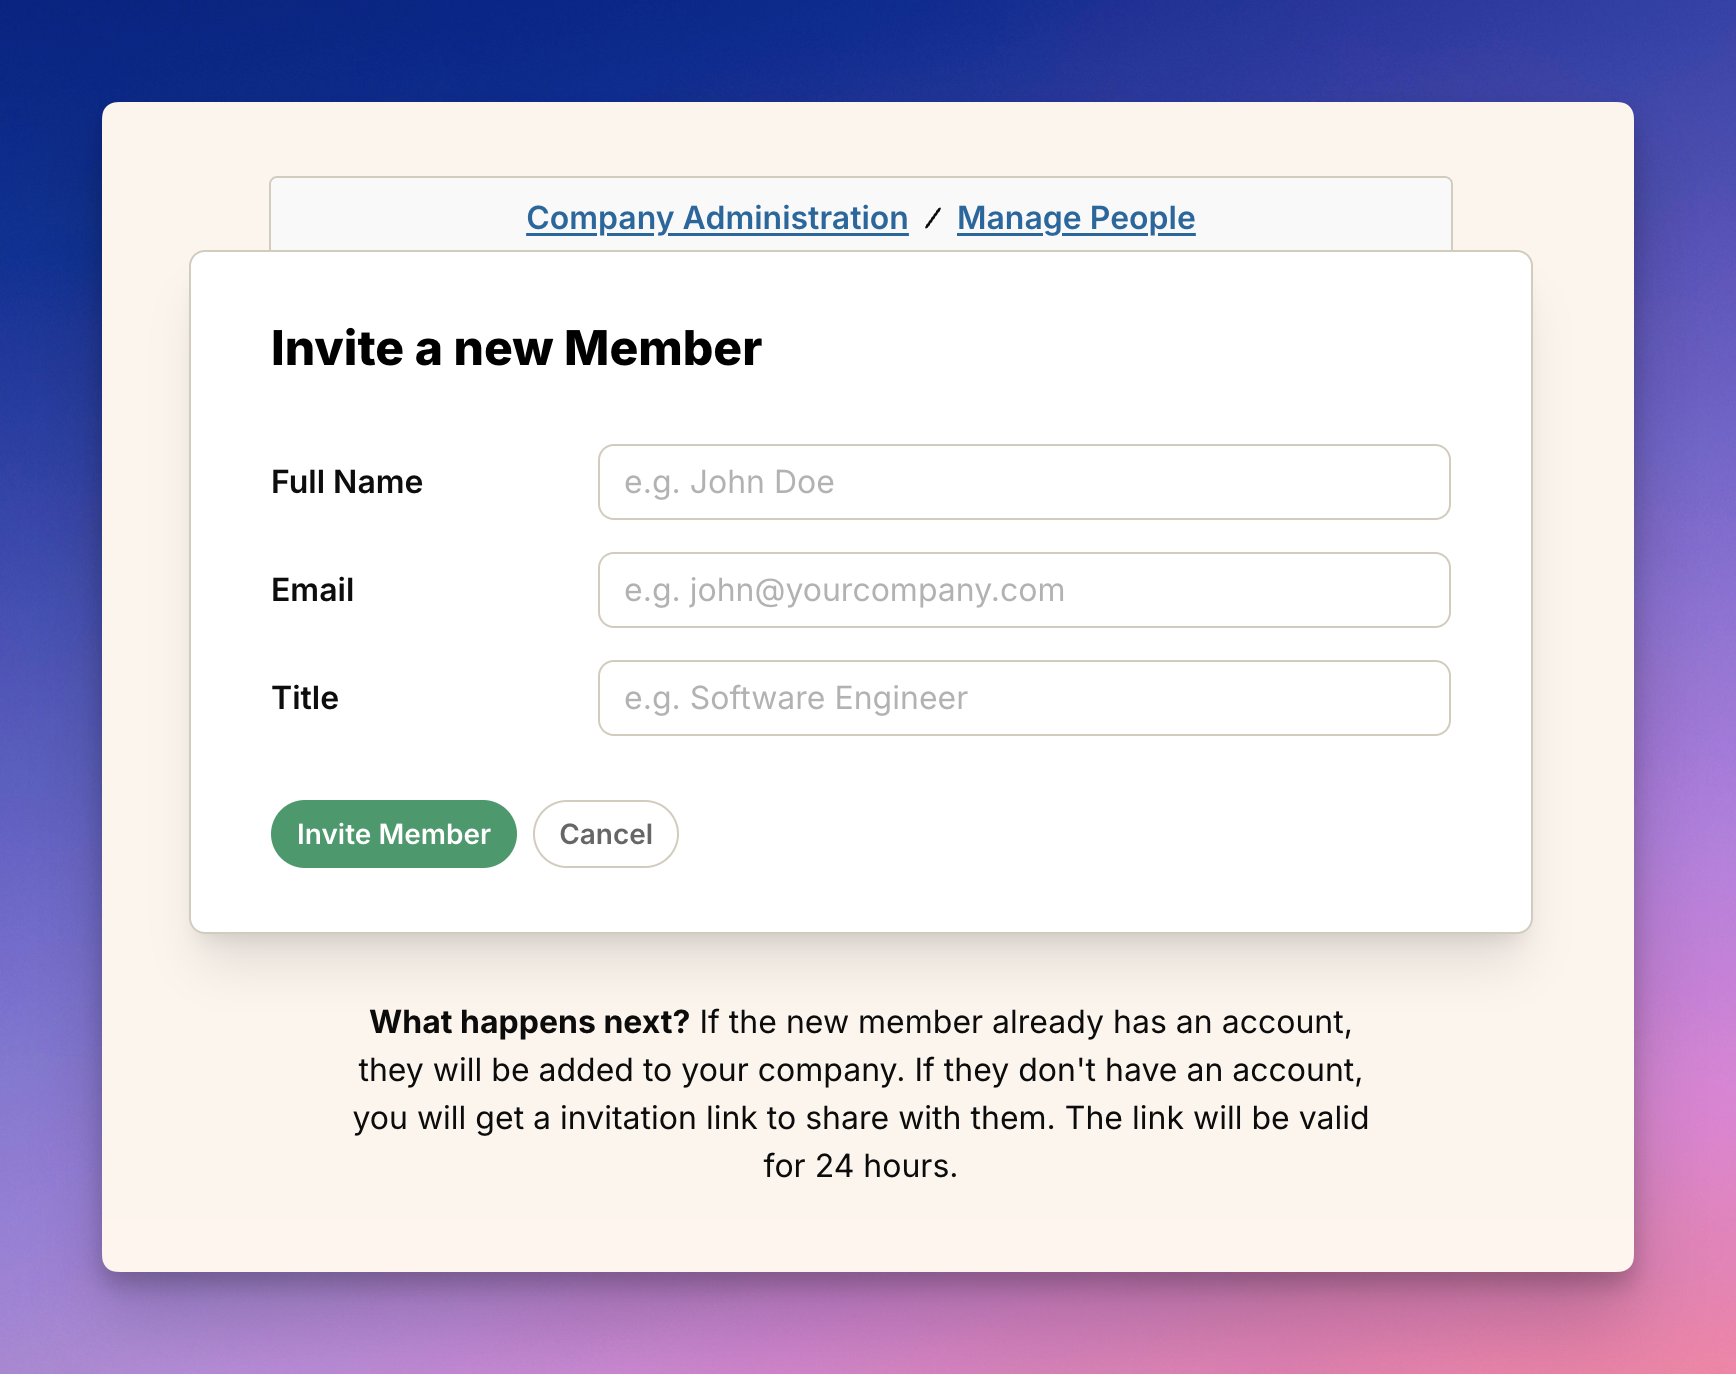 Company Administration / Manage People
Invite a new Member
Full Name
e.g. John Doe
Email
e.g. john@yourcompany.com
Title
e.g. Software Engineer
Invite Member
Cancel
What happens next? If the new member already has an account,
they will be added to your company. If they don't have an account,
you will get a invitation link to share with them. The link will be valid
for 24 hours.